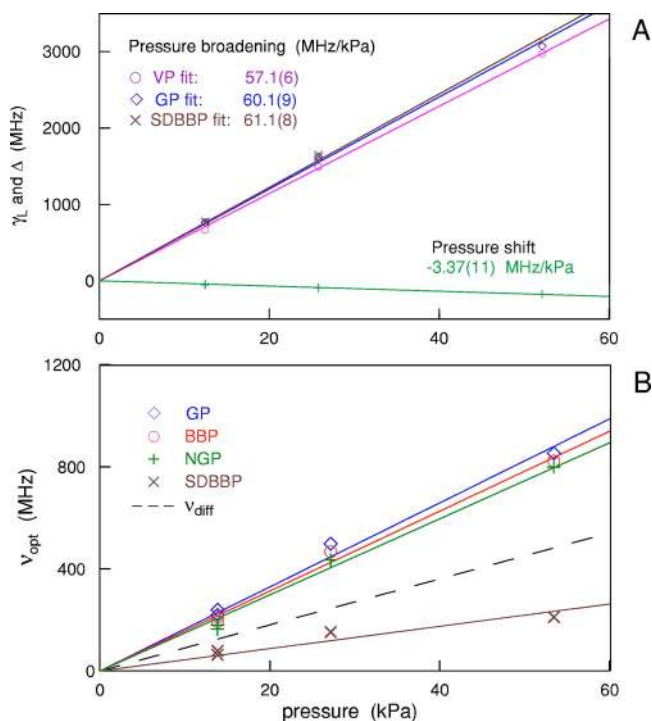 A
Pressure broadening (MHz/kPa)
VP fit: 57.1(6)
GP fit: 60.1(9)
SDBBP fit: 61.1(8)
Pressure shift
-3.37(11) MHz/kPa
3000
2000
1000
0
γL and Δ (MHz)
0 20 40 60
B
GP
BBP
NGP
SDBBP
νdiff
1200
800
400
0
νopt (MHz)
0 20 40 60
pressure (kPa)